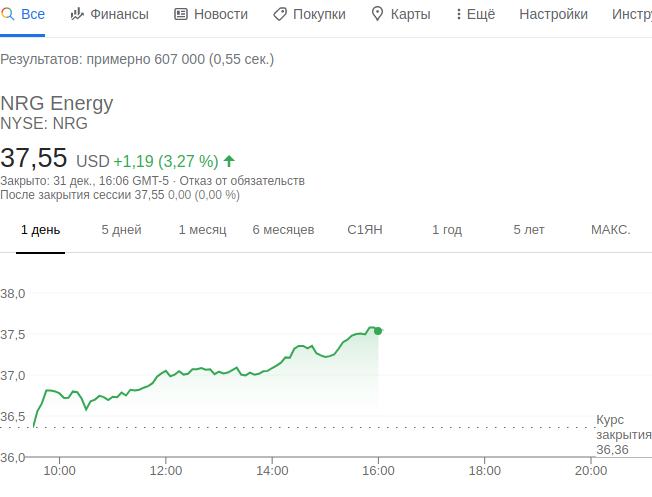 Все Финансы Новости Покупки Карты Ещё Настройки Инстру
Результатов: примерно 607 000 (0,55 сек.)
NRG Energy
NYSE: NRG
37,55 USD +1,19 (3,27 %)
Закрыто: 31 дек., 16:06 GMT-5 · Отказ от обязательств
После закрытия сессии 37,55 0,00 (0,00 %)
1 день 5 дней 1 месяц 6 месяцев С1ЯН 1 год 5 лет МАКС.
38,0
37,5
37,0
36,5
Курс
закрытия
36,36
36,0
10:00 12:00 14:00 16:00 18:00 20:00